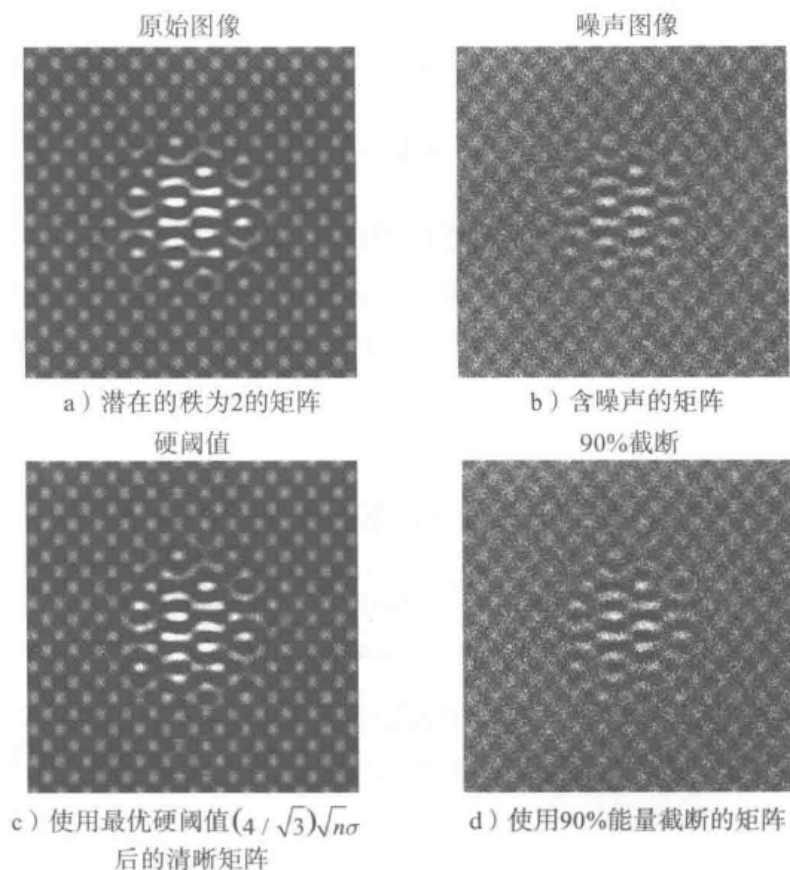 原始图像
噪声图像
a）潜在的秩为2的矩阵
b）含噪声的矩阵
硬阈值
90%截断
c）使用最优硬阈值(4 / √3)√nσ
后的清晰矩阵
d）使用90%能量截断的矩阵